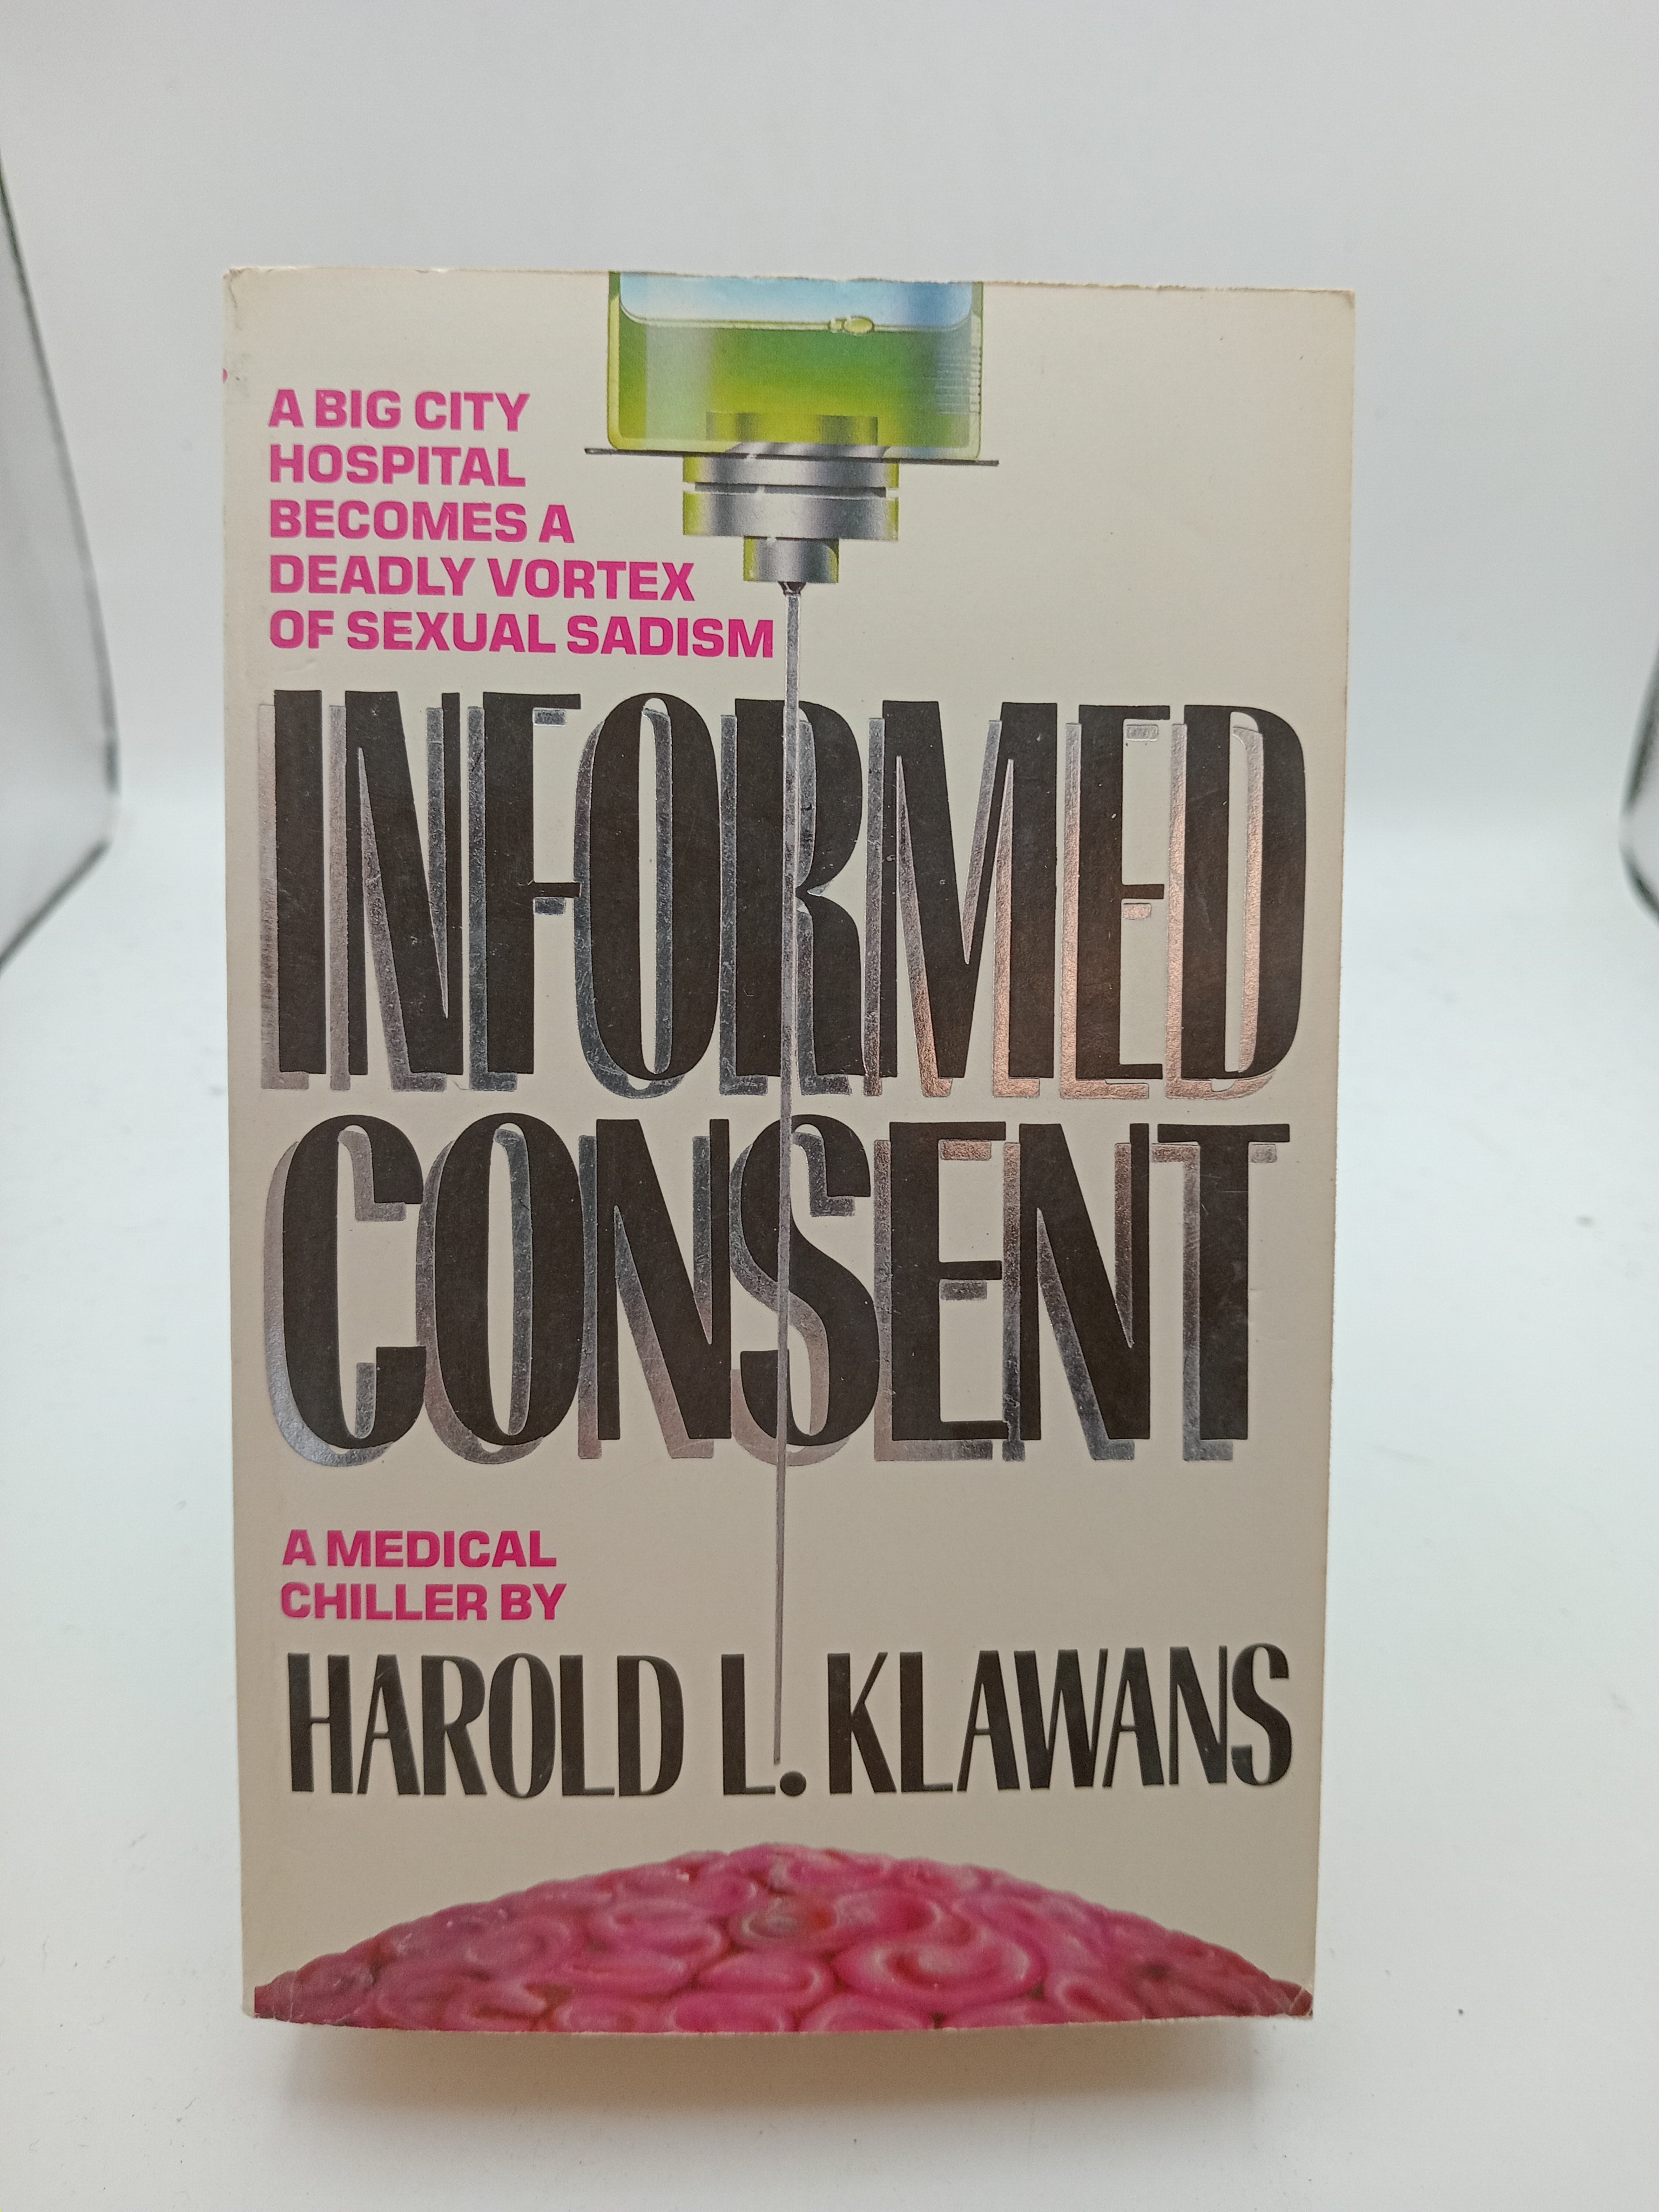 A BIG CITY
HOSPITAL
BECOMES A
DEADLY VORTEX
OF SEXUAL SADISM
INFORMED
CONSENT
A MEDICAL
CHILLER BY
HAROLD L. KLAWANS